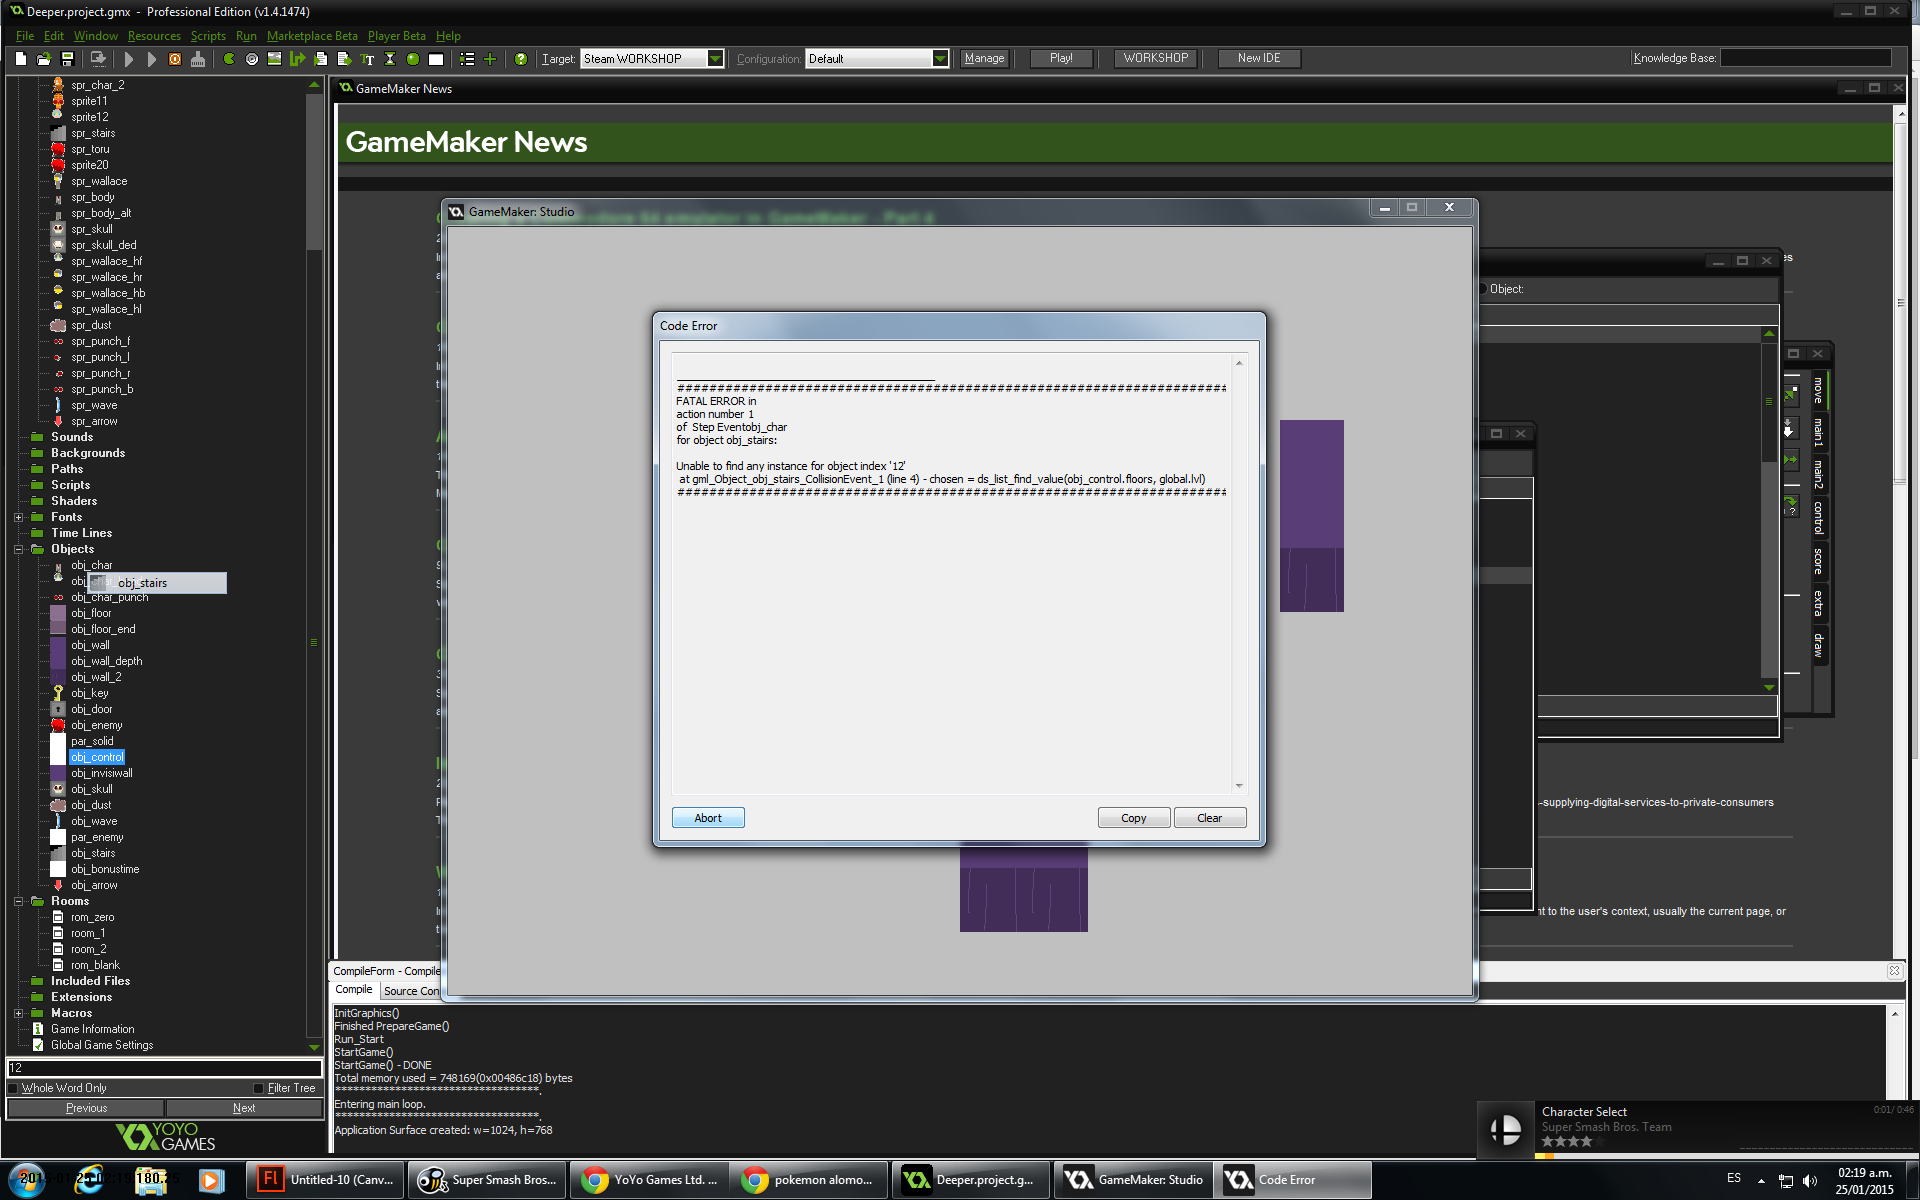 Deeper.project.gmx - Professional Edition (v1.4.1474)
File Edit Window Resources Scripts Run Marketplace Beta Player Beta Help
Target: Steam WORKSHOP
Configuration: Default
Manage
Play!
WORKSHOP
New IDE
Knowledge Base:
spr_char_2
sprite11
sprite12
spr_stairs
spr_toru
sprite20
spr_wallace
spr_body
spr_body_alt
spr_skull
spr_skull_ded
spr_wallace_hf
spr_wallace_hr
spr_wallace_hb
spr_wallace_hl
spr_dust
spr_punch_f
spr_punch_l
spr_punch_r
spr_punch_b
spr_wave
spr_arrow
Sounds
Backgrounds
Paths
Scripts
Shaders
Fonts
Time Lines
Objects
obj_char
obj_stairs
obj_char_punch
obj_floor
obj_floor_end
obj_wall
obj_wall_depth
obj_wall_2
obj_key
obj_door
obj_enemy
par_solid
obj_control
obj_invisiwall
obj_skull
obj_dust
obj_wave
par_enemy
obj_stairs
obj_bonustime
obj_arrow
Rooms
rom_zero
room_1
room_2
rom_blank
Included Files
Extensions
Macros
Game Information
Global Game Settings
12
Whole Word Only
Filter Tree
Previous
Next
YOYO GAMES
GameMaker News
GameMaker News
GameMaker: Studio
Code Error
################################################################
FATAL ERROR in
action number 1
of Step Eventobj_char
for object obj_stairs:
Unable to find any instance for object index '12'
at gml_Object_obj_stairs_CollisionEvent_1 (line 4) - chosen = ds_list_find_value(obj_control.floors, global.lvl)
################################################################
Abort
Copy
Clear
Object:
move
main1
main2
control
score
extra
draw
-supplying-digital-services-to-private-consumers
nt to the user's context, usually the current page, or
CompileForm - Compile
Compile
Source Con
InitGraphics()
Finished PrepareGame()
Run_Start
StartGame()
StartGame() - DONE
Total memory used = 748169(0x00486c18) bytes
***********************************.
Entering main loop.
***********************************.
Application Surface created: w=1024, h=768
Character Select
Super Smash Bros. Team
0:01 / 0:46
Untitled-10 (Canv...
Super Smash Bros...
YoYo Games Ltd. ...
pokemon alomo...
Deeper.project.g...
GameMaker: Studio
Code Error
ES
02:19 a.m.
25/01/2015